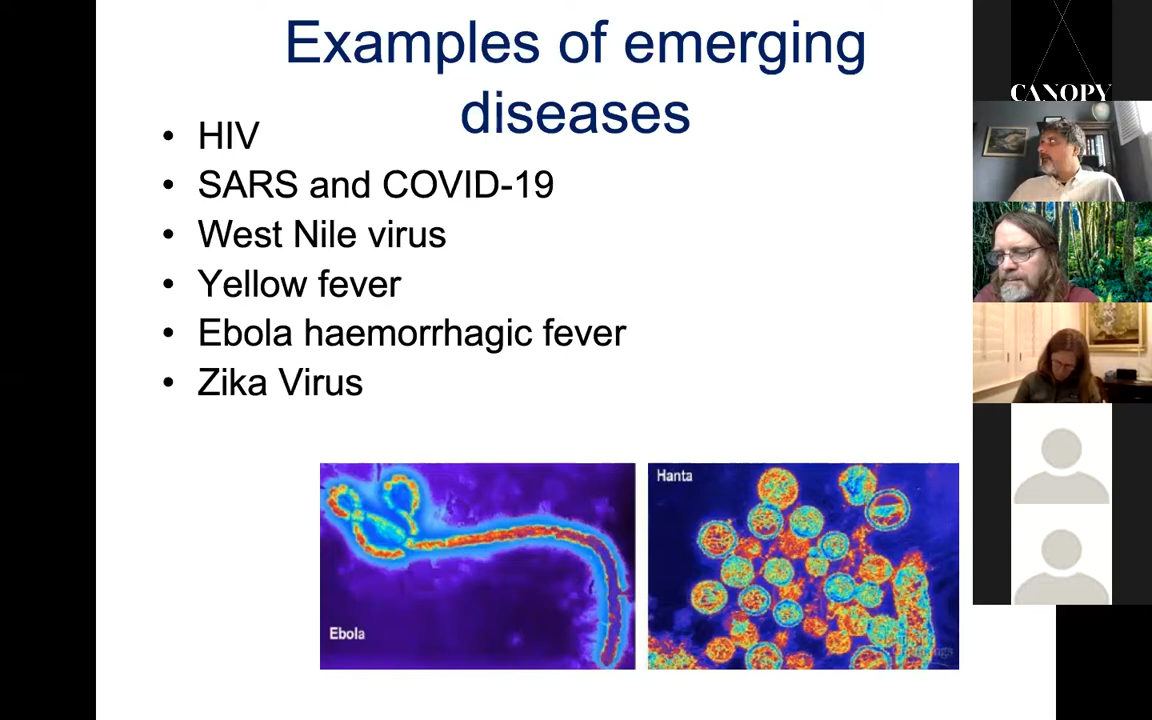 Examples of emerging
diseases
• HIV
• SARS and COVID-19
• West Nile virus
• Yellow fever
• Ebola haemorrhagic fever
• Zika Virus
Ebola
Hanta
CANOPY